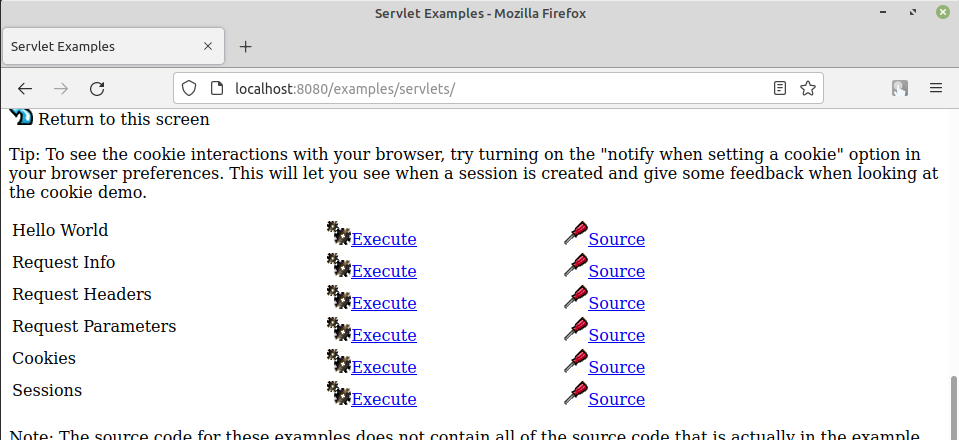 Servlet Examples - Mozilla Firefox
Servlet Examples
localhost:8080/examples/servlets/
Return to this screen
Tip: To see the cookie interactions with your browser, try turning on the "notify when setting a cookie" option in
your browser preferences. This will let you see when a session is created and give some feedback when looking at
the cookie demo.
Hello World Execute Source
Request Info Execute Source
Request Headers Execute Source
Request Parameters Execute Source
Cookies Execute Source
Sessions Execute Source
Note: The source code for these examples does not contain all of the source code that is actually in the example,